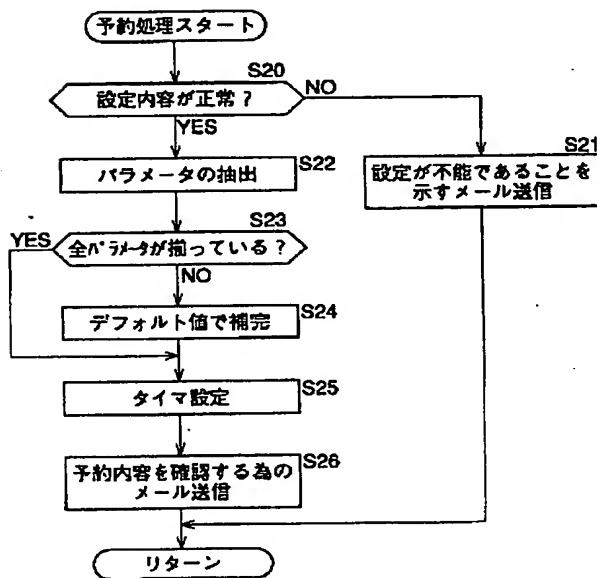 予約処理スタート
S20
設定内容が正常？
NO
YES
S21
設定が不能であることを
示すメール送信
S22
パラメータの抽出
S23
YES
全パラメータが揃っている？
NO
S24
デフォルト値で補完
S25
タイマ設定
S26
予約内容を確認する為の
メール送信
リターン